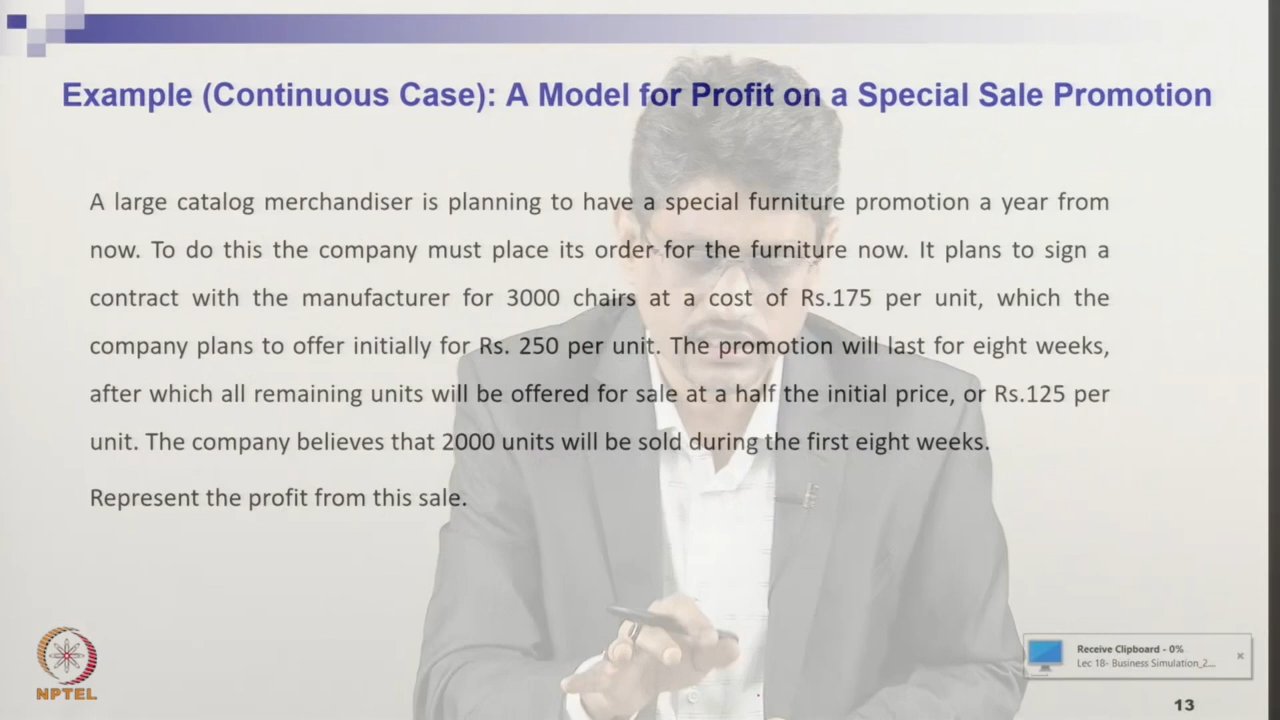 Example (Continuous Case): A Model for Profit on a Special Sale Promotion
A large catalog merchandiser is planning to have a special furniture promotion a year from
now. To do this the company must place its order for the furniture now. It plans to sign a
contract with the manufacturer for 3000 chairs at a cost of Rs.175 per unit, which the
company plans to offer initially for Rs. 250 per unit. The promotion will last for eight weeks,
after which all remaining units will be offered for sale at a half the initial price, or Rs.125 per
unit. The company believes that 2000 units will be sold during the first eight weeks.
Represent the profit from this sale.
Receive Clipboard - 0%
Lec 18- Business Simulation_2...
NPTEL
13